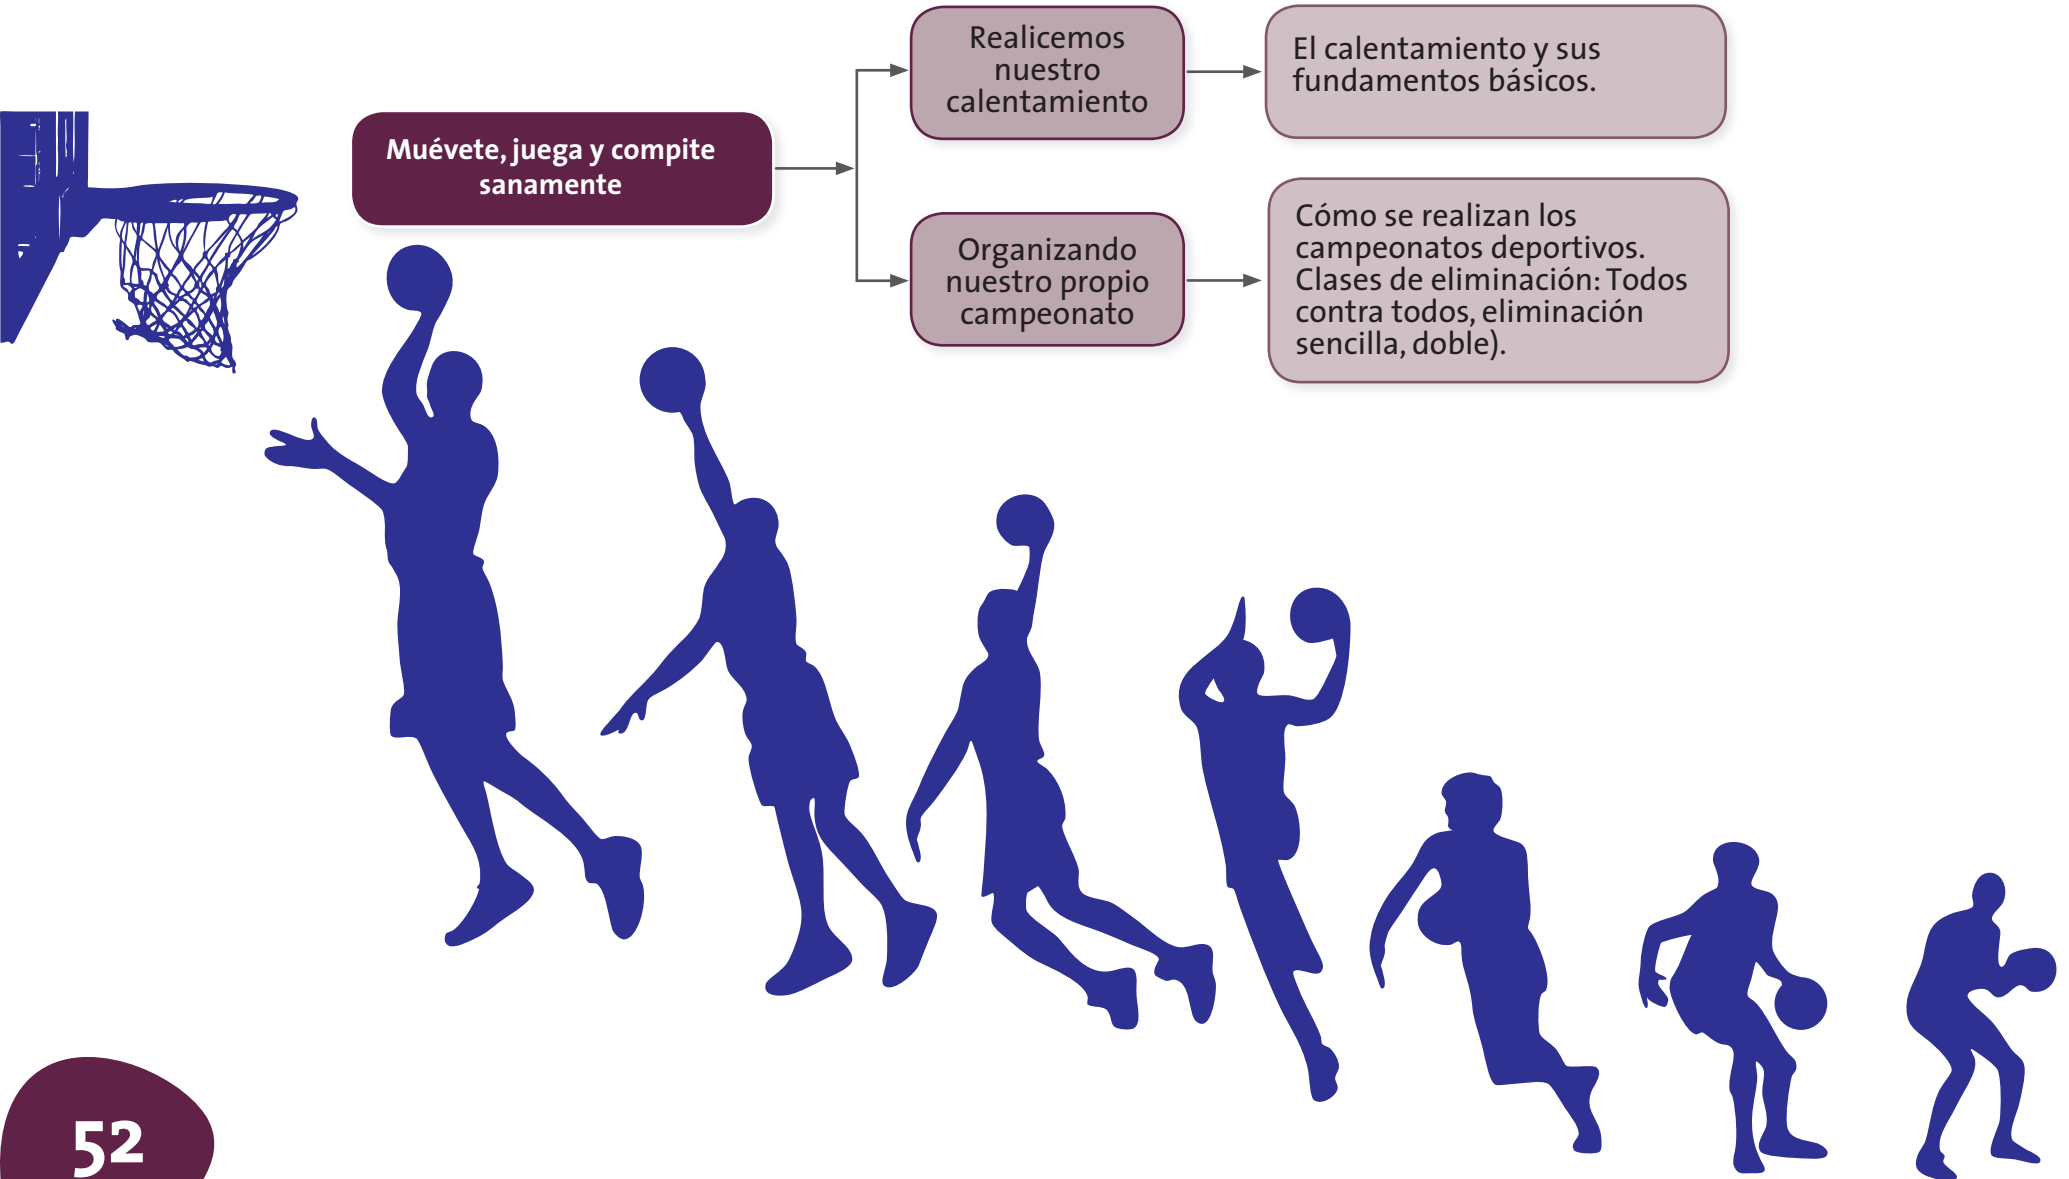 Muévete, juega y compite
sanamente
Realicemos
nuestro
calentamiento
El calentamiento y sus
fundamentos básicos.
Organizando
nuestro propio
campeonato
Cómo se realizan los
campeonatos deportivos.
Clases de eliminación: Todos
contra todos, eliminación
sencilla, doble).
52